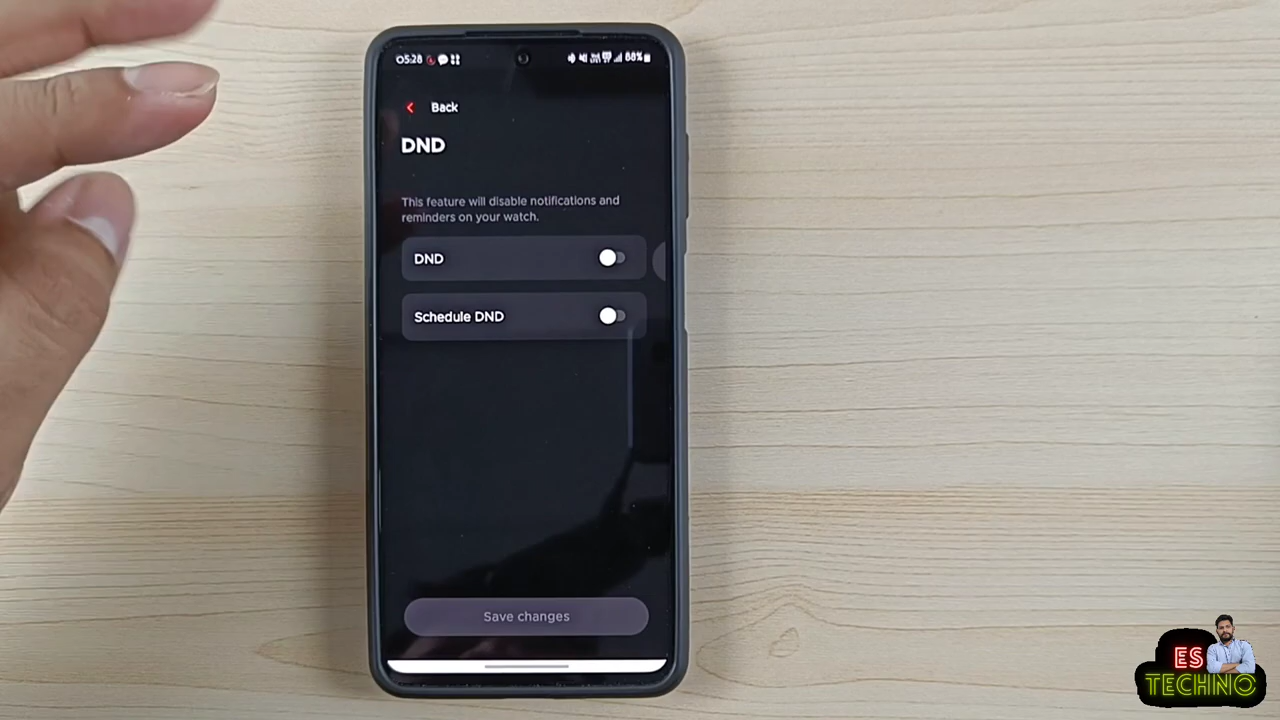 05:28
88%
Back
DND
This feature will disable notifications and
reminders on your watch.
DND
Schedule DND
Save changes
ES
TECHNO